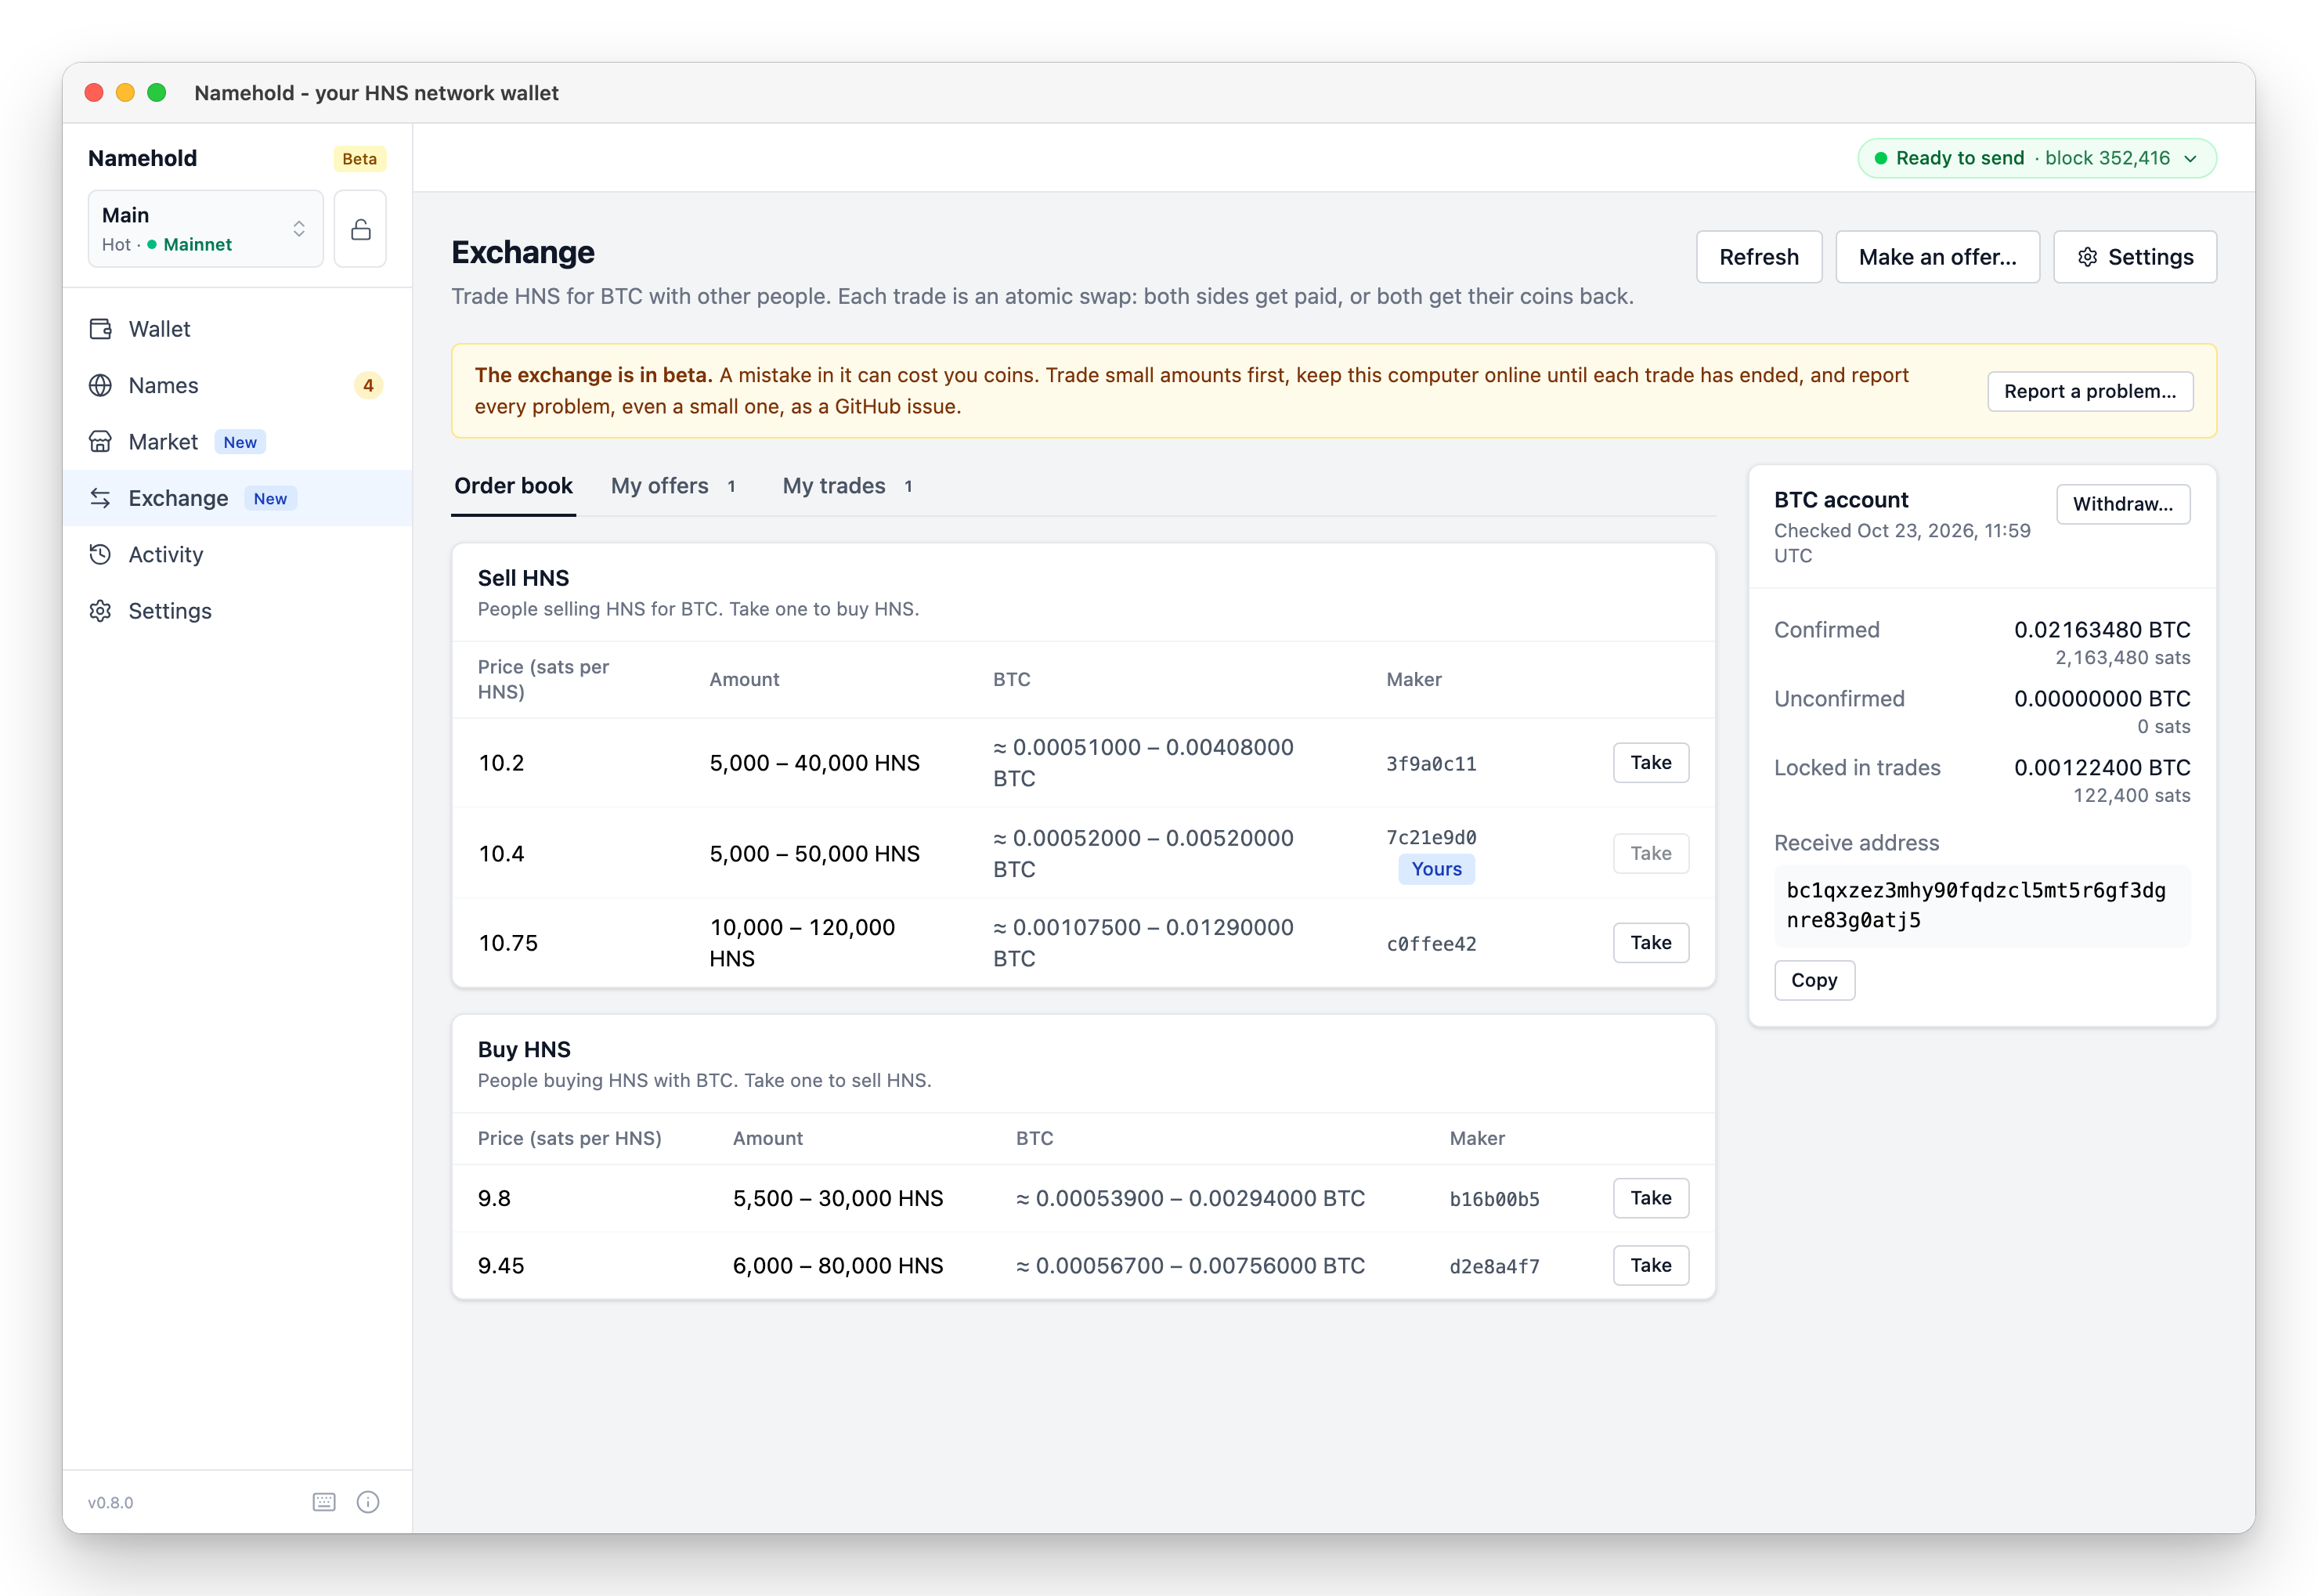 Namehold - your HNS network wallet
Namehold
Beta
Main
Hot · Mainnet
Wallet
Names
4
Market
New
Exchange
New
Activity
Settings
v0.8.0
Ready to send · block 352,416
Exchange
Trade HNS for BTC with other people. Each trade is an atomic swap: both sides get paid, or both get their coins back.
Refresh
Make an offer...
Settings
The exchange is in beta. A mistake in it can cost you coins. Trade small amounts first, keep this computer online until each trade has ended, and report
every problem, even a small one, as a GitHub issue.
Report a problem...
Order book
My offers 1
My trades 1
Sell HNS
People selling HNS for BTC. Take one to buy HNS.
Price (sats per
HNS)
Amount
BTC
Maker
10.2
5,000 – 40,000 HNS
≈ 0.00051000 – 0.00408000
BTC
3f9a0c11
Take
10.4
5,000 – 50,000 HNS
≈ 0.00052000 – 0.00520000
BTC
7c21e9d0
Yours
Take
10.75
10,000 – 120,000
HNS
≈ 0.00107500 – 0.01290000
BTC
c0ffee42
Take
Buy HNS
People buying HNS with BTC. Take one to sell HNS.
Price (sats per HNS)
Amount
BTC
Maker
9.8
5,500 – 30,000 HNS
≈ 0.00053900 – 0.00294000 BTC
b16b00b5
Take
9.45
6,000 – 80,000 HNS
≈ 0.00056700 – 0.00756000 BTC
d2e8a4f7
Take
BTC account
Checked Oct 23, 2026, 11:59
UTC
Withdraw...
Confirmed
0.02163480 BTC
2,163,480 sats
Unconfirmed
0.00000000 BTC
0 sats
Locked in trades
0.00122400 BTC
122,400 sats
Receive address
bc1qxzez3mhy90fqdzcl5mt5r6gf3dg
nre83g0atj5
Copy